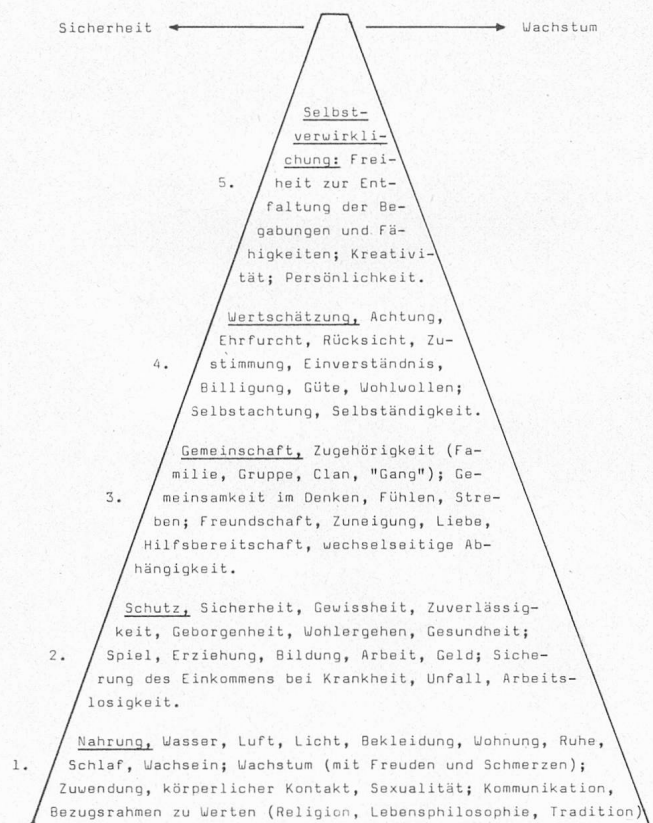 Sicherheit Wachstum
Selbst-
verwirkli-
chung: Frei-
5. heit zur Ent-
faltung der Be-
gabungen und Fä-
higkeiten; Kreativi-
tät; Persönlichkeit.
Wertschätzung, Achtung,
Ehrfurcht, Rücksicht, Zu-
4. stimmung, Einverständnis,
Billigung, Güte, Wohlwollen;
Selbstachtung, Selbständigkeit.
Gemeinschaft, Zugehörigkeit (Fa-
milie, Gruppe, Clan, "Gang"); Ge-
3. meinsamkeit im Denken, Fühlen, Stre-
ben; Freundschaft, Zuneigung, Liebe,
Hilfsbereitschaft, wechselseitige Ab-
hängigkeit.
Schutz, Sicherheit, Gewissheit, Zuverlässig-
keit, Geborgenheit, Wohlergehen, Gesundheit;
2. Spiel, Erziehung, Bildung, Arbeit, Geld; Siche-
rung des Einkommens bei Krankheit, Unfall, Arbeits-
losigkeit.
Nahrung, Wasser, Luft, Licht, Bekleidung, Wohnung, Ruhe,
1. Schlaf, Wachsein; Wachstum (mit Freuden und Schmerzen);
Zuwendung, körperlicher Kontakt, Sexualität; Kommunikation,
Bezugsrahmen zu Werten (Religion, Lebensphilosophie, Tradition)